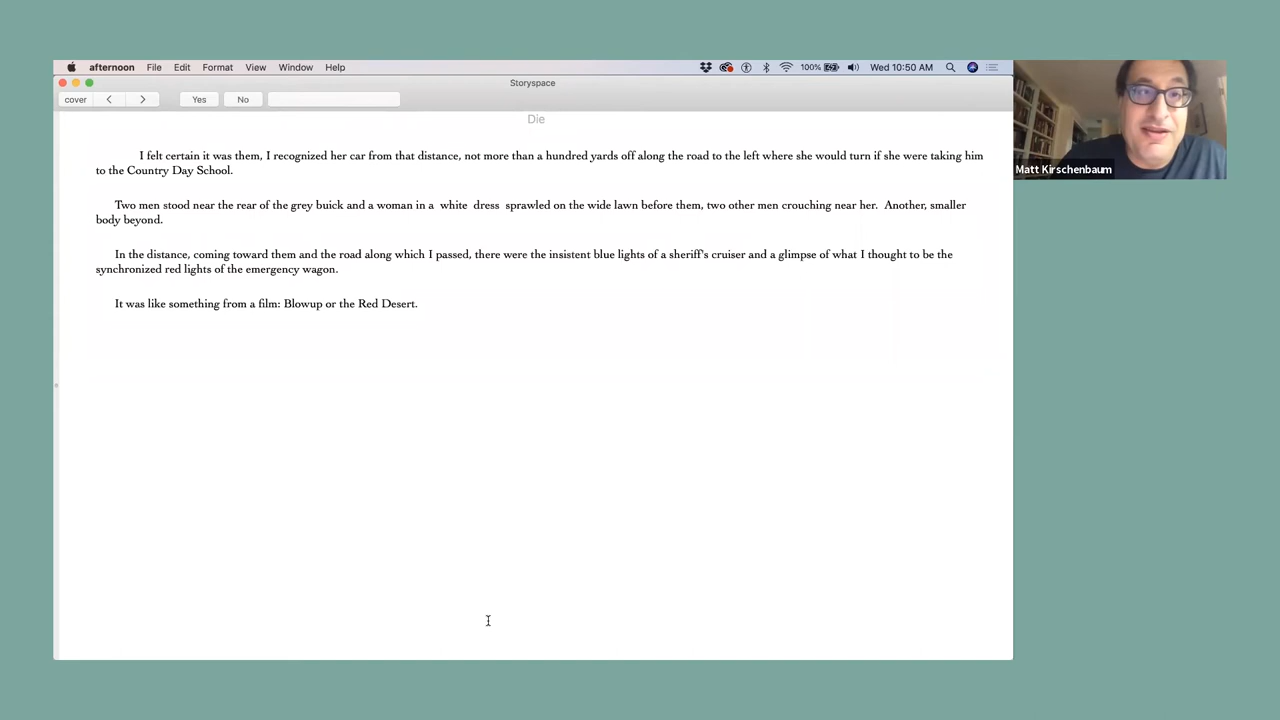 afternoon File Edit Format View Window Help 100% Wed 10:50 AM
Storyspace
cover Yes No
Die
I felt certain it was them, I recognized her car from that distance, not more than a hundred yards off along the road to the left where she would turn if she were taking him
to the Country Day School.
Two men stood near the rear of the grey buick and a woman in a white dress sprawled on the wide lawn before them, two other men crouching near her. Another, smaller
body beyond.
In the distance, coming toward them and the road along which I passed, there were the insistent blue lights of a sheriff's cruiser and a glimpse of what I thought to be the
synchronized red lights of the emergency wagon.
It was like something from a film: Blowup or the Red Desert.
Matt Kirschenbaum